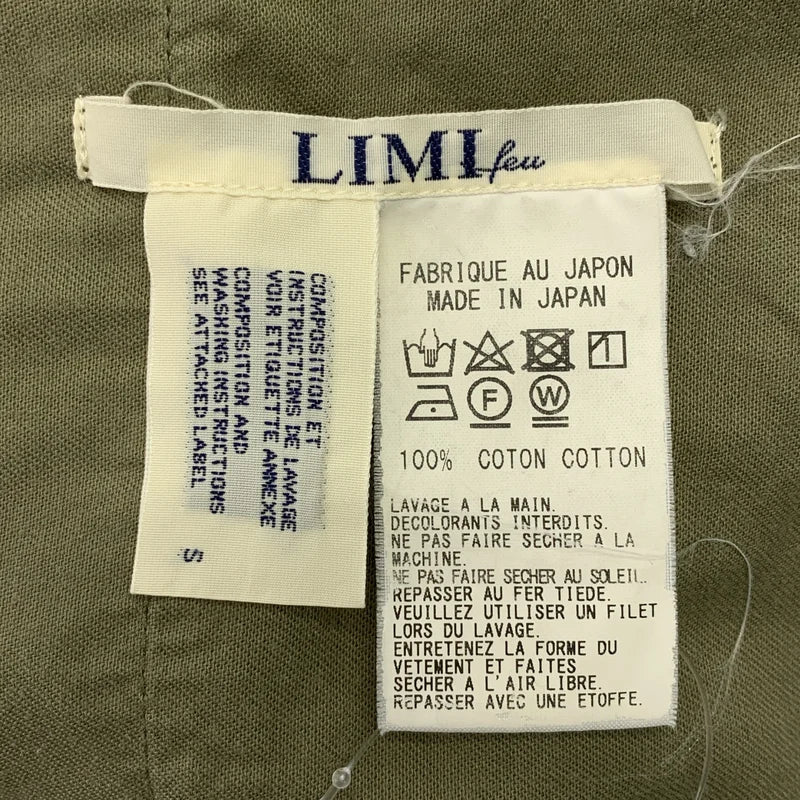 LIMI feu
COMPOSITION ET
INSTRUCTIONS DE LAVAGE
VOIR ETIQUETTE ANNEXE
COMPOSITION AND
WASKING INSTRUCTIONS
SEE ATTACKED LABEL
S
FABRIQUE AU JAPON
MADE IN JAPAN
F W
100% COTON COTTON
LAVAGE A LA MAIN.
DECOLORANTS INTERDITS.
NE PAS FAIRE SECHER A LA
MACHINE.
NE PAS FAIRE SECHER AU SOLEIL.
REPASSER AU FER TIEDE.
VEUILLEZ UTILISER UN FILET
LORS DU LAVAGE.
ENTRETENEZ LA FORME DU
VETEMENT ET FAITES
SECHER A L'AIR LIBRE.
REPASSER AVEC UNE ETOFFE.